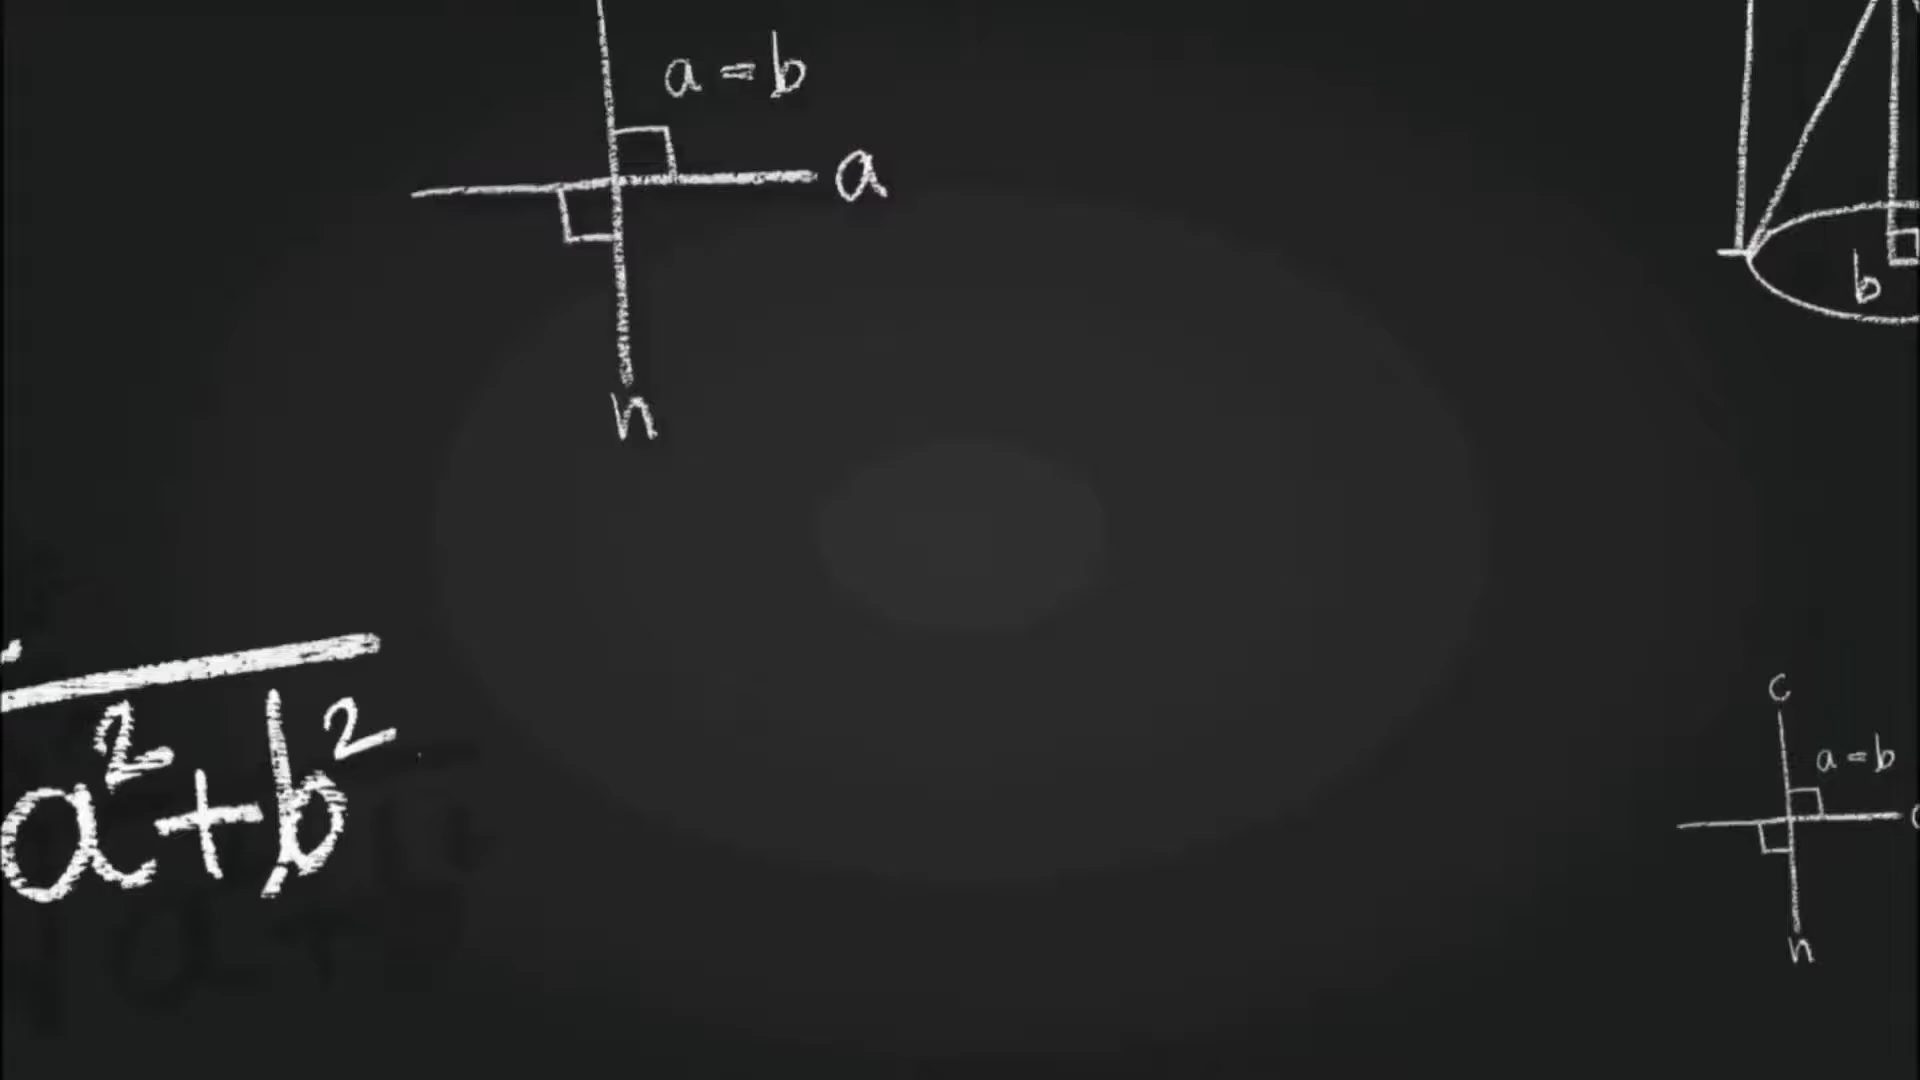 a = b
a
n
b
a²+b²
c
a = b
n